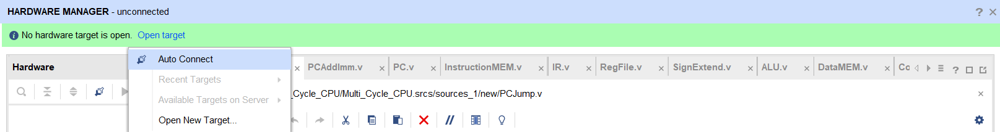 HARDWARE MANAGER - unconnected
No hardware target is open. Open target
Auto Connect
Recent Targets
Available Targets on Server
Open New Target...
Hardware
PCAddImm.v
PC.v
InstructionMEM.v
IR.v
RegFile.v
SignExtend.v
ALU.v
DataMEM.v
Co
_Cycle_CPU/Multi_Cycle_CPU.srcs/sources_1/new/PCJump.v